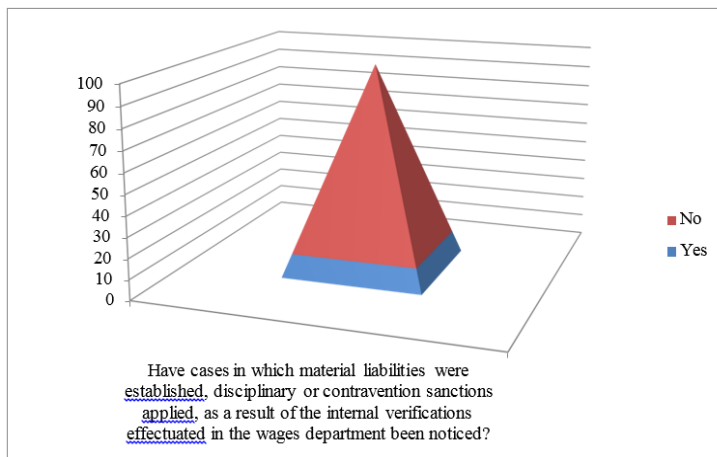 100
90
80
70
60
50
40
30
20
10
0
No
Yes
Have cases in which material liabilities were
established, disciplinary or contravention sanctions
applied, as a result of the internal verifications
effectuated in the wages department been noticed?